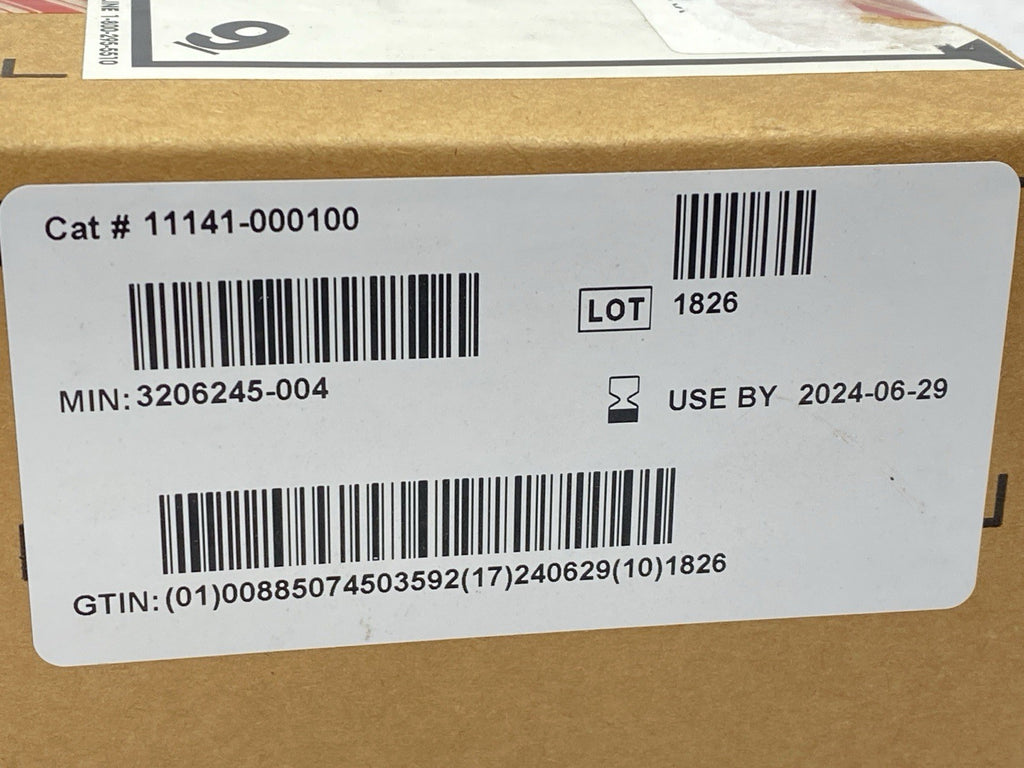 9/
Cat # 11141-000100
LOT 1826
MIN: 3206245-004
USE BY 2024-06-29
GTIN: (01)00885074503592(17)240629(10)1826